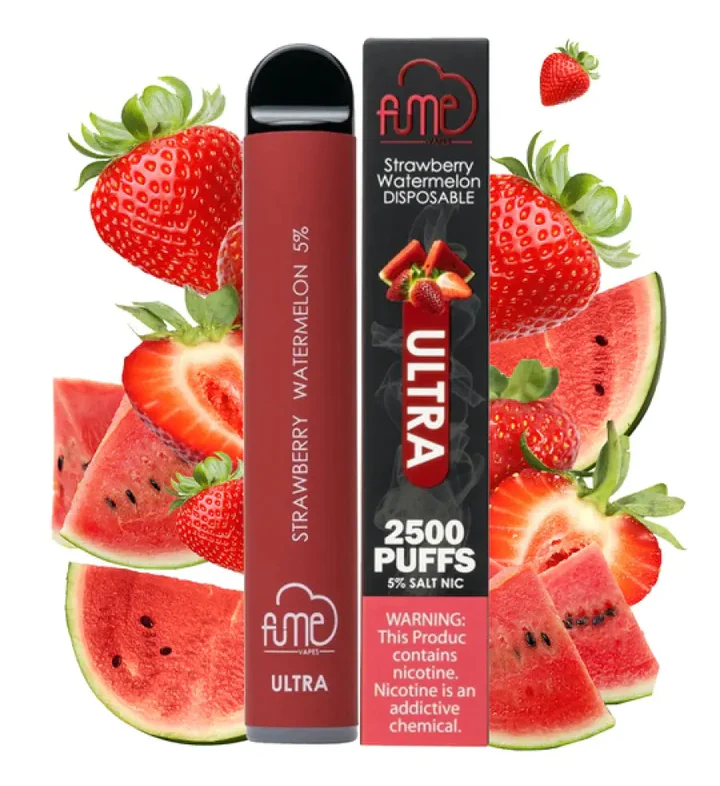 STRAWBERRY WATERMELON 5%
fume
VAPES
ULTRA
fume
VAPES
Strawberry
Watermelon
DISPOSABLE
ULTRA
2500
PUFFS
5% SALT NIC
WARNING:
This Produc
contains
nicotine.
Nicotine is an
addictive
chemical.